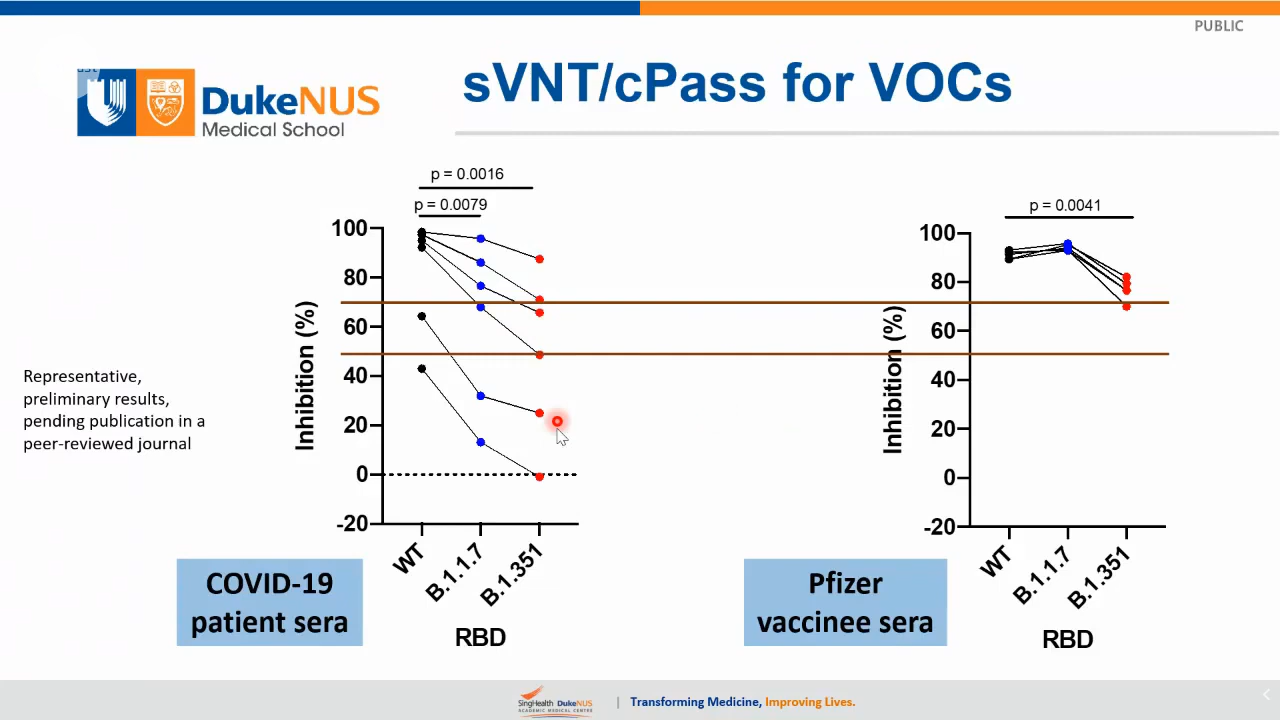 PUBLIC
DukeNUS
Medical School
sVNT/cPass for VOCs
p = 0.0016
p = 0.0079
100
80
60
40
20
0
-20
Inhibition (%)
WT
B.1.1.7
B.1.351
RBD
p = 0.0041
100
80
60
40
20
0
-20
Inhibition (%)
WT
B.1.1.7
B.1.351
RBD
Representative,
preliminary results,
pending publication in a
peer-reviewed journal
COVID-19
patient sera
Pfizer
vaccinee sera
SingHealth DukeNUS
ACADEMIC MEDICAL CENTRE
| Transforming Medicine, Improving Lives.